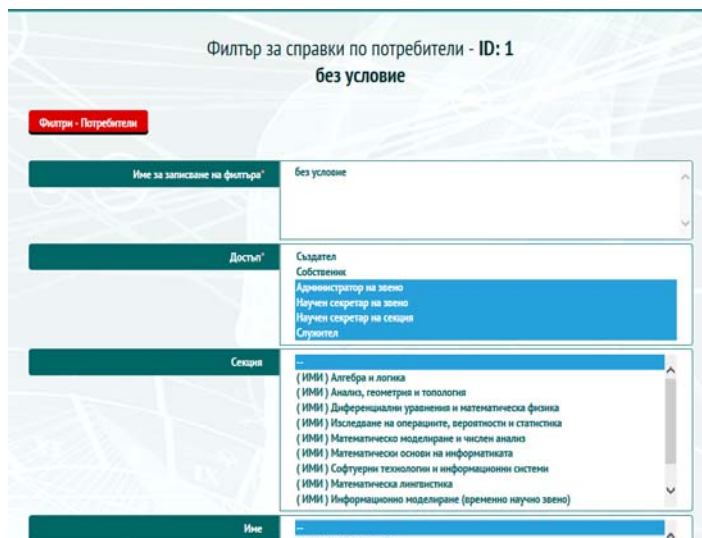 Филтър за справки по потребители - ID: 1
без условие
Филтри - Потребители
Име за записване на филтъра*
без условие
Достъп*
Създател
Собственик
Администратор на звено
Научен секретар на звено
Научен секретар на секция
Служител
Секция
--
( ИМИ ) Алгебра и логика
( ИМИ ) Анализ, геометрия и топология
( ИМИ ) Диференциални уравнения и математическа физика
( ИМИ ) Изследване на операциите, вероятности и статистика
( ИМИ ) Математическо моделиране и числен анализ
( ИМИ ) Математически основи на информатиката
( ИМИ ) Софтуерни технологии и информационни системи
( ИМИ ) Математическа лингвистика
( ИМИ ) Информационно моделиране (временно научно звено)
Име
--